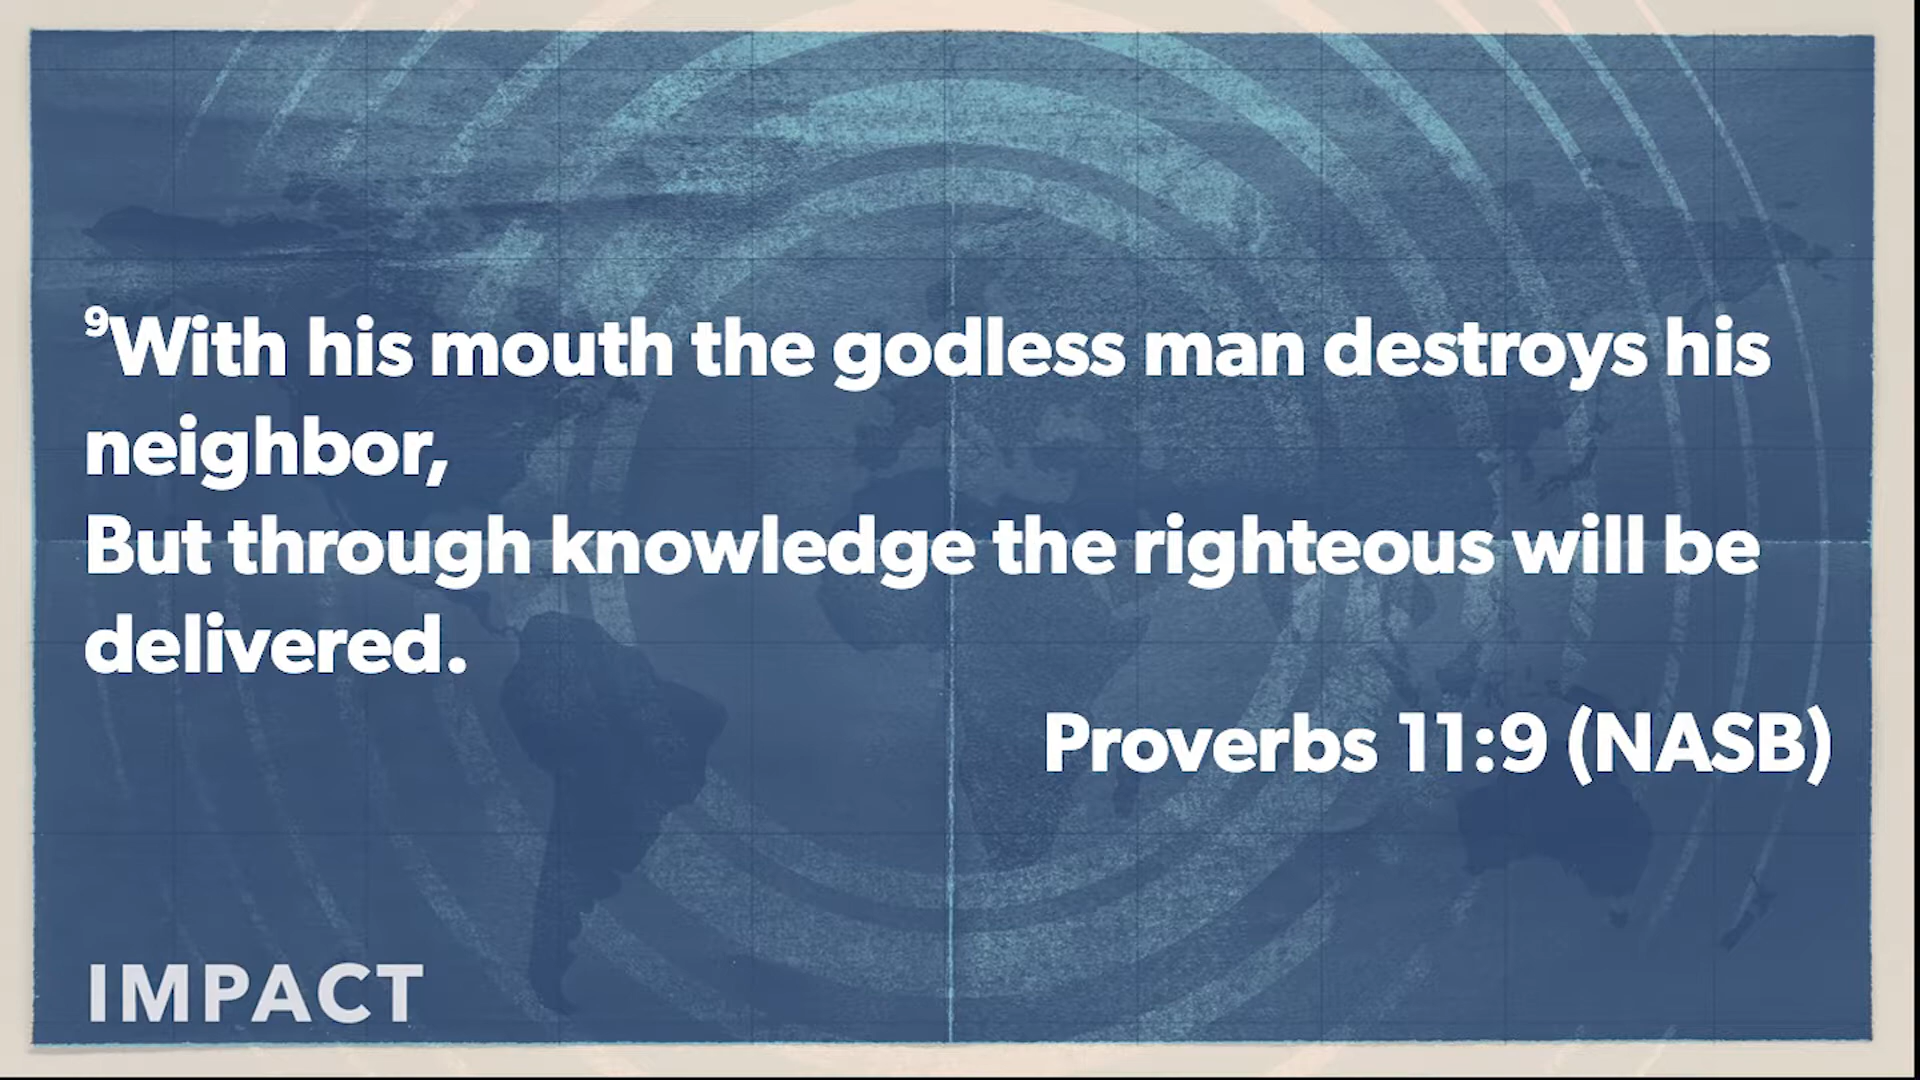 ⁹With his mouth the godless man destroys his
neighbor,
But through knowledge the righteous will be
delivered.
Proverbs 11:9 (NASB)
IMPACT